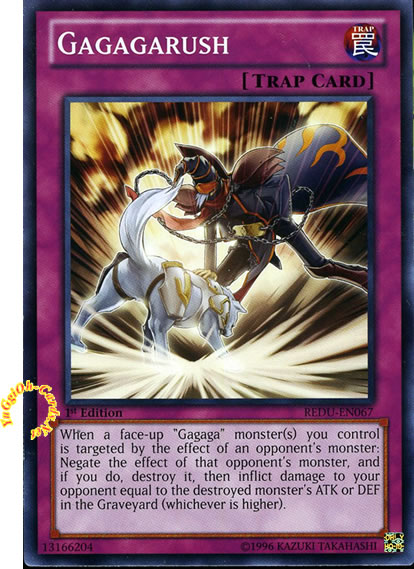 GAGAGARUSH
TRAP
罠
[TRAP CARD]
YuGgiOh-Cards.Net
1st Edition
REDU-EN067
When a face-up "Gagaga" monster(s) you control
is targeted by the effect of an opponent's monster:
Negate the effect of that opponent's monster, and
if you do, destroy it, then inflict damage to your
opponent equal to the destroyed monster's ATK or DEF
in the Graveyard (whichever is higher).
13166204
©1996 KAZUKI TAKAHASHI